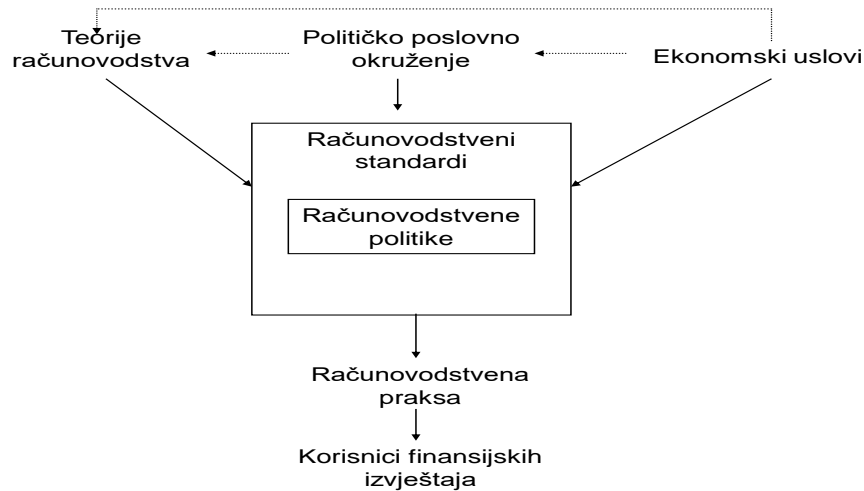 Teorije
računovodstva
Političko poslovno
okruženje
Ekonomski uslovi
Računovodstveni
standardi
Računovodstvene
politike
Računovodstvena
praksa
Korisnici finansijskih
izvještaja